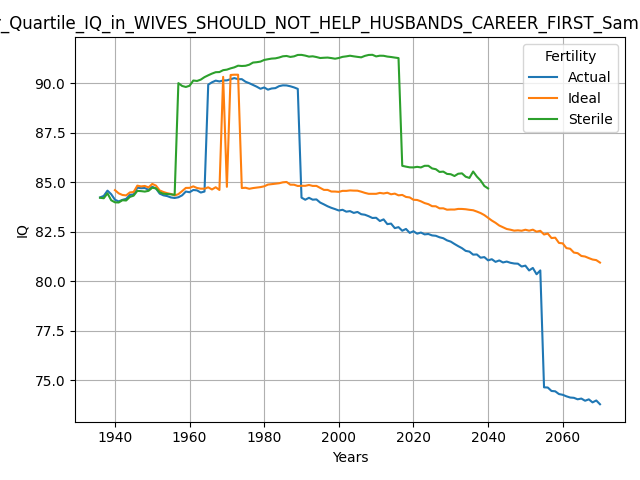 _Quartile_IQ_in_WIVES_SHOULD_NOT_HELP_HUSBANDS_CAREER_FIRST_Sam
Fertility
Actual
Ideal
Sterile
90.0
87.5
85.0
82.5
80.0
77.5
75.0
IQ
1940 1960 1980 2000 2020 2040 2060
Years